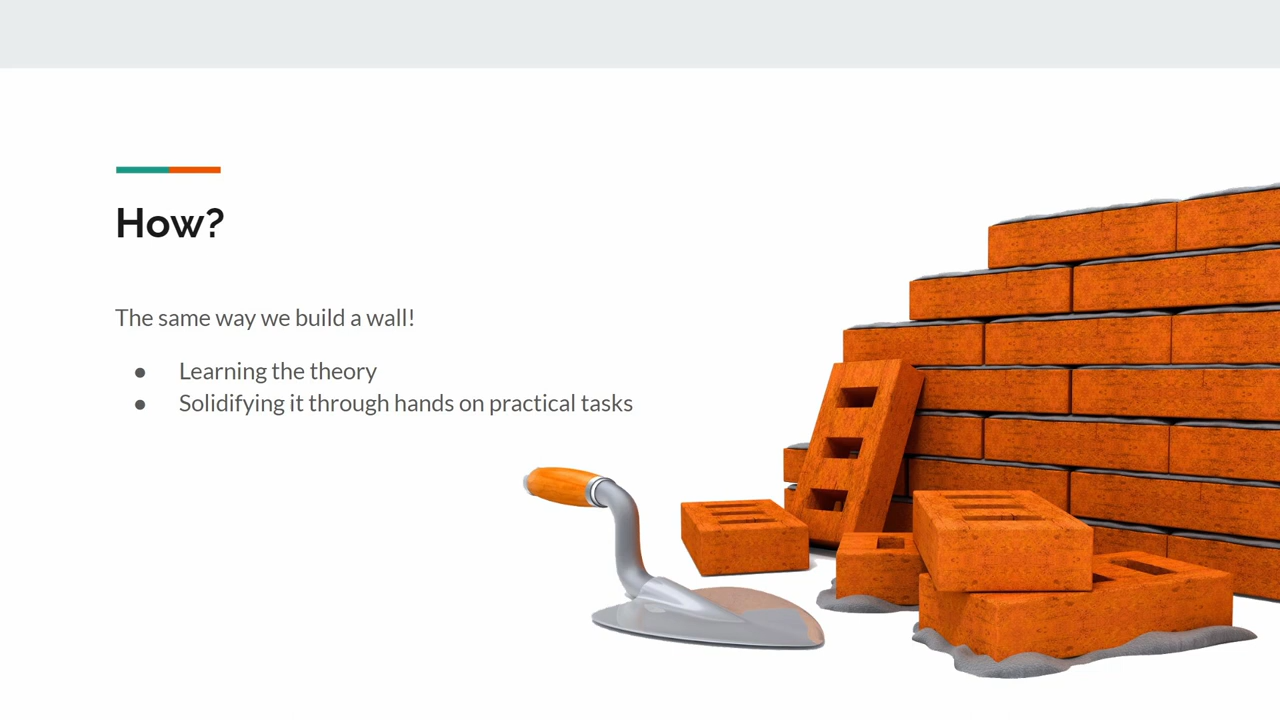 How?
The same way we build a wall!
● Learning the theory
● Solidifying it through hands on practical tasks